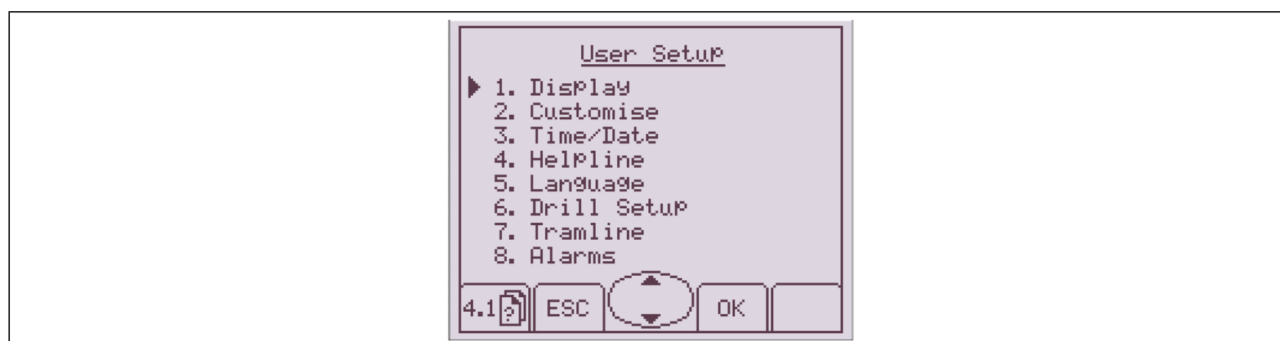 User Setup
1. Display
2. Customise
3. Time/Date
4. Helpline
5. Language
6. Drill Setup
7. Tramline
8. Alarms
4.1 ? ESC OK